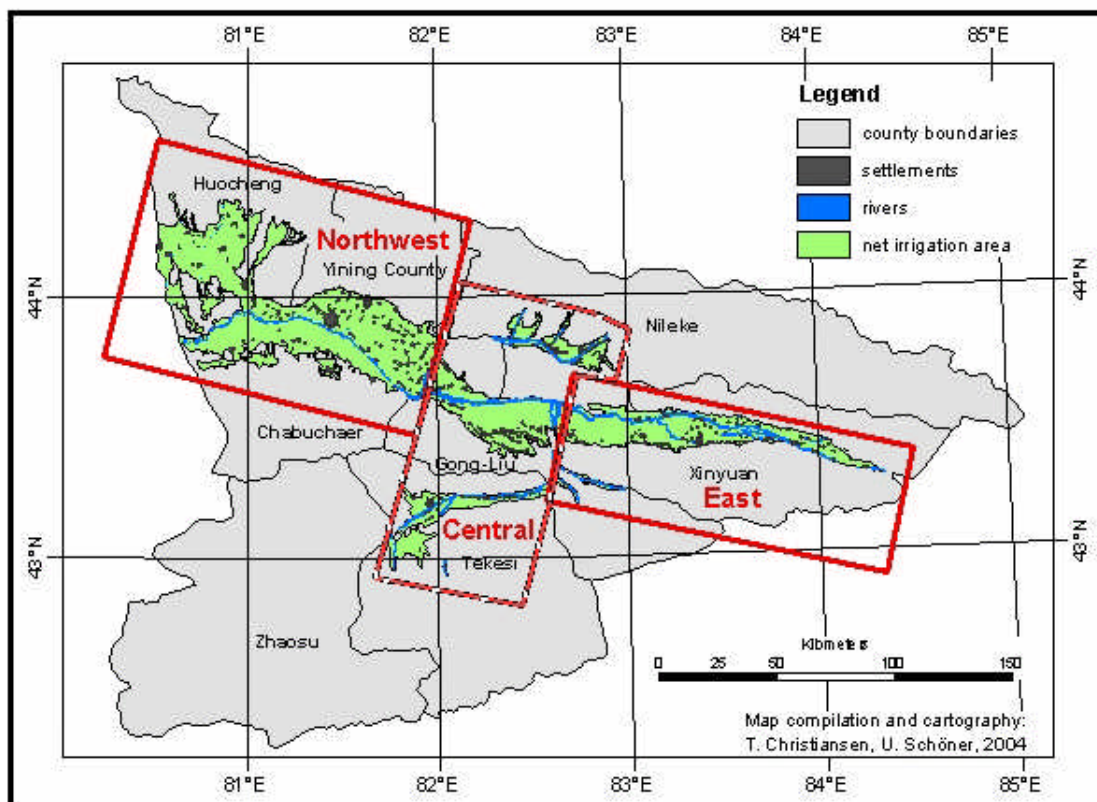 81°E 82°E 83°E 84°E 85°E
Legend
county boundaries
settlements
rivers
net irrigation area
Huocheng
Northwest
Yining County
44°N 44°N
Nileke
Chabuchaer
Gong-Liu
Xinyuan
East
Central
43°N 43°N
Tekesi
Zhaosu
Kilometers
0 25 50 100 150
Map compilation and cartography:
T. Christiansen, U. Schöner, 2004
81°E 82°E 83°E 84°E 85°E